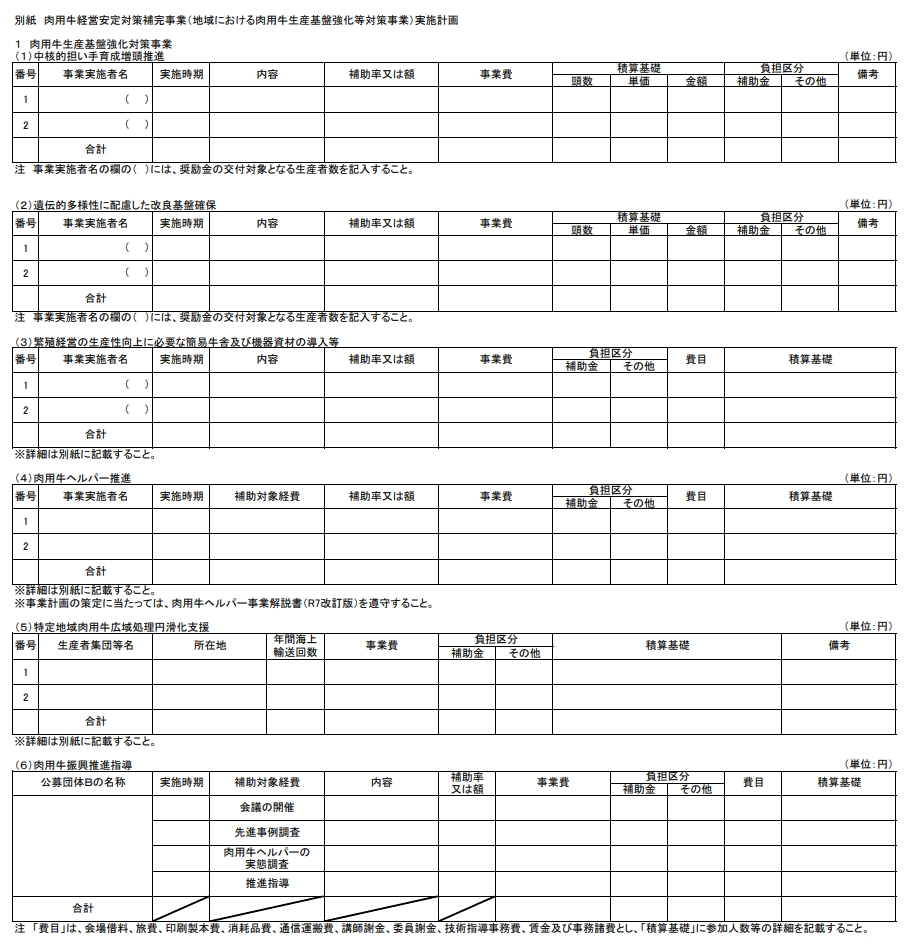 別紙　肉用牛経営安定対策補完事業（地域における肉用牛生産基盤強化等対策事業）実施計画
1　肉用牛生産基盤強化対策事業
（1）中核的担い手育成増頭推進　（単位：円）
番号　事業実施者名　実施時期　内容　補助率又は額　事業費　積算基礎　負担区分　備考
頭数　単価　金額　補助金　その他
1　（　）
2　（　）
合計
注　事業実施者名の欄の（　）には、奨励金の交付対象となる生産者数を記入すること。
（2）遺伝的多様性に配慮した改良基盤確保　（単位：円）
番号　事業実施者名　実施時期　内容　補助率又は額　事業費　積算基礎　負担区分　備考
頭数　単価　金額　補助金　その他
1　（　）
2　（　）
合計
注　事業実施者名の欄の（　）には、奨励金の交付対象となる生産者数を記入すること。
（3）繁殖経営の生産性向上に必要な簡易牛舎及び機器資材の導入等
番号　事業実施者名　実施時期　内容　補助率又は額　事業費　負担区分　費目　積算基礎
補助金　その他
1　（　）
2　（　）
合計
※詳細は別紙に記載すること。
（4）肉用牛ヘルパー推進　（単位：円）
番号　事業実施者名　実施時期　補助対象経費　補助率又は額　事業費　負担区分　費目　積算基礎
補助金　その他
1
2
合計
※詳細は別紙に記載すること。
※事業計画の策定に当たっては、肉用牛ヘルパー事業解説書（R7改訂版）を遵守すること。
（5）特定地域肉用牛広域処理円滑化支援　（単位：円）
番号　生産者集団等名　所在地　年間海上輸送回数　事業費　負担区分　積算基礎　備考
補助金　その他
1
2
合計
※詳細は別紙に記載すること。
（6）肉用牛振興推進指導　（単位：円）
公募団体Bの名称　実施時期　補助対象経費　内容　補助率又は額　事業費　負担区分　費目　積算基礎
補助金　その他
会議の開催
先進事例調査
肉用牛ヘルパーの
実態調査
推進指導
合計
注　「費目」は、会場借料、旅費、印刷製本費、消耗品費、通信運搬費、講師謝金、委員謝金、技術指導事務費、賃金及び事務諸費とし、「積算基礎」に参加人数等の詳細を記載すること。